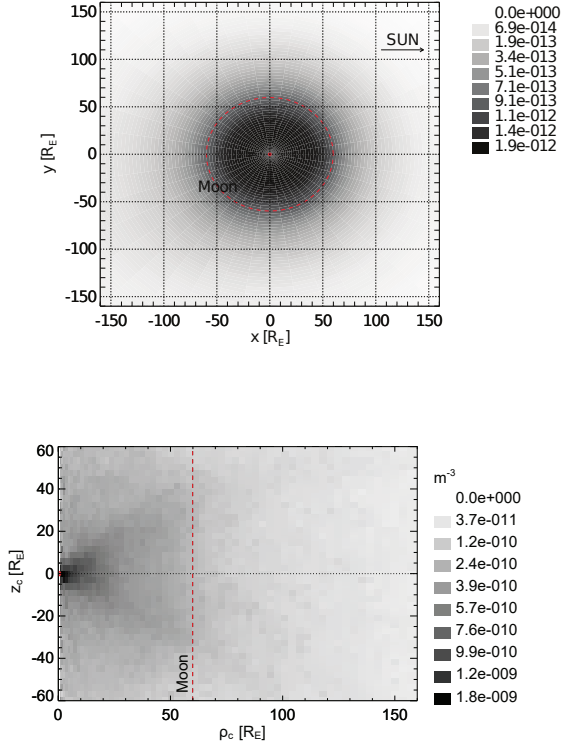 150
100
50
0
-50
-100
-150
y [R_E]
-150
-100
-50
0
50
100
150
x [R_E]
SUN
Moon
0.0e+000
6.9e-014
1.9e-013
3.4e-013
5.1e-013
7.1e-013
9.1e-013
1.1e-012
1.4e-012
1.9e-012
60
40
20
0
-20
-40
-60
z_c [R_E]
0
50
100
150
ρ_c [R_E]
Moon
m^-3
0.0e+000
3.7e-011
1.2e-010
2.4e-010
3.9e-010
5.7e-010
7.6e-010
9.9e-010
1.2e-009
1.8e-009